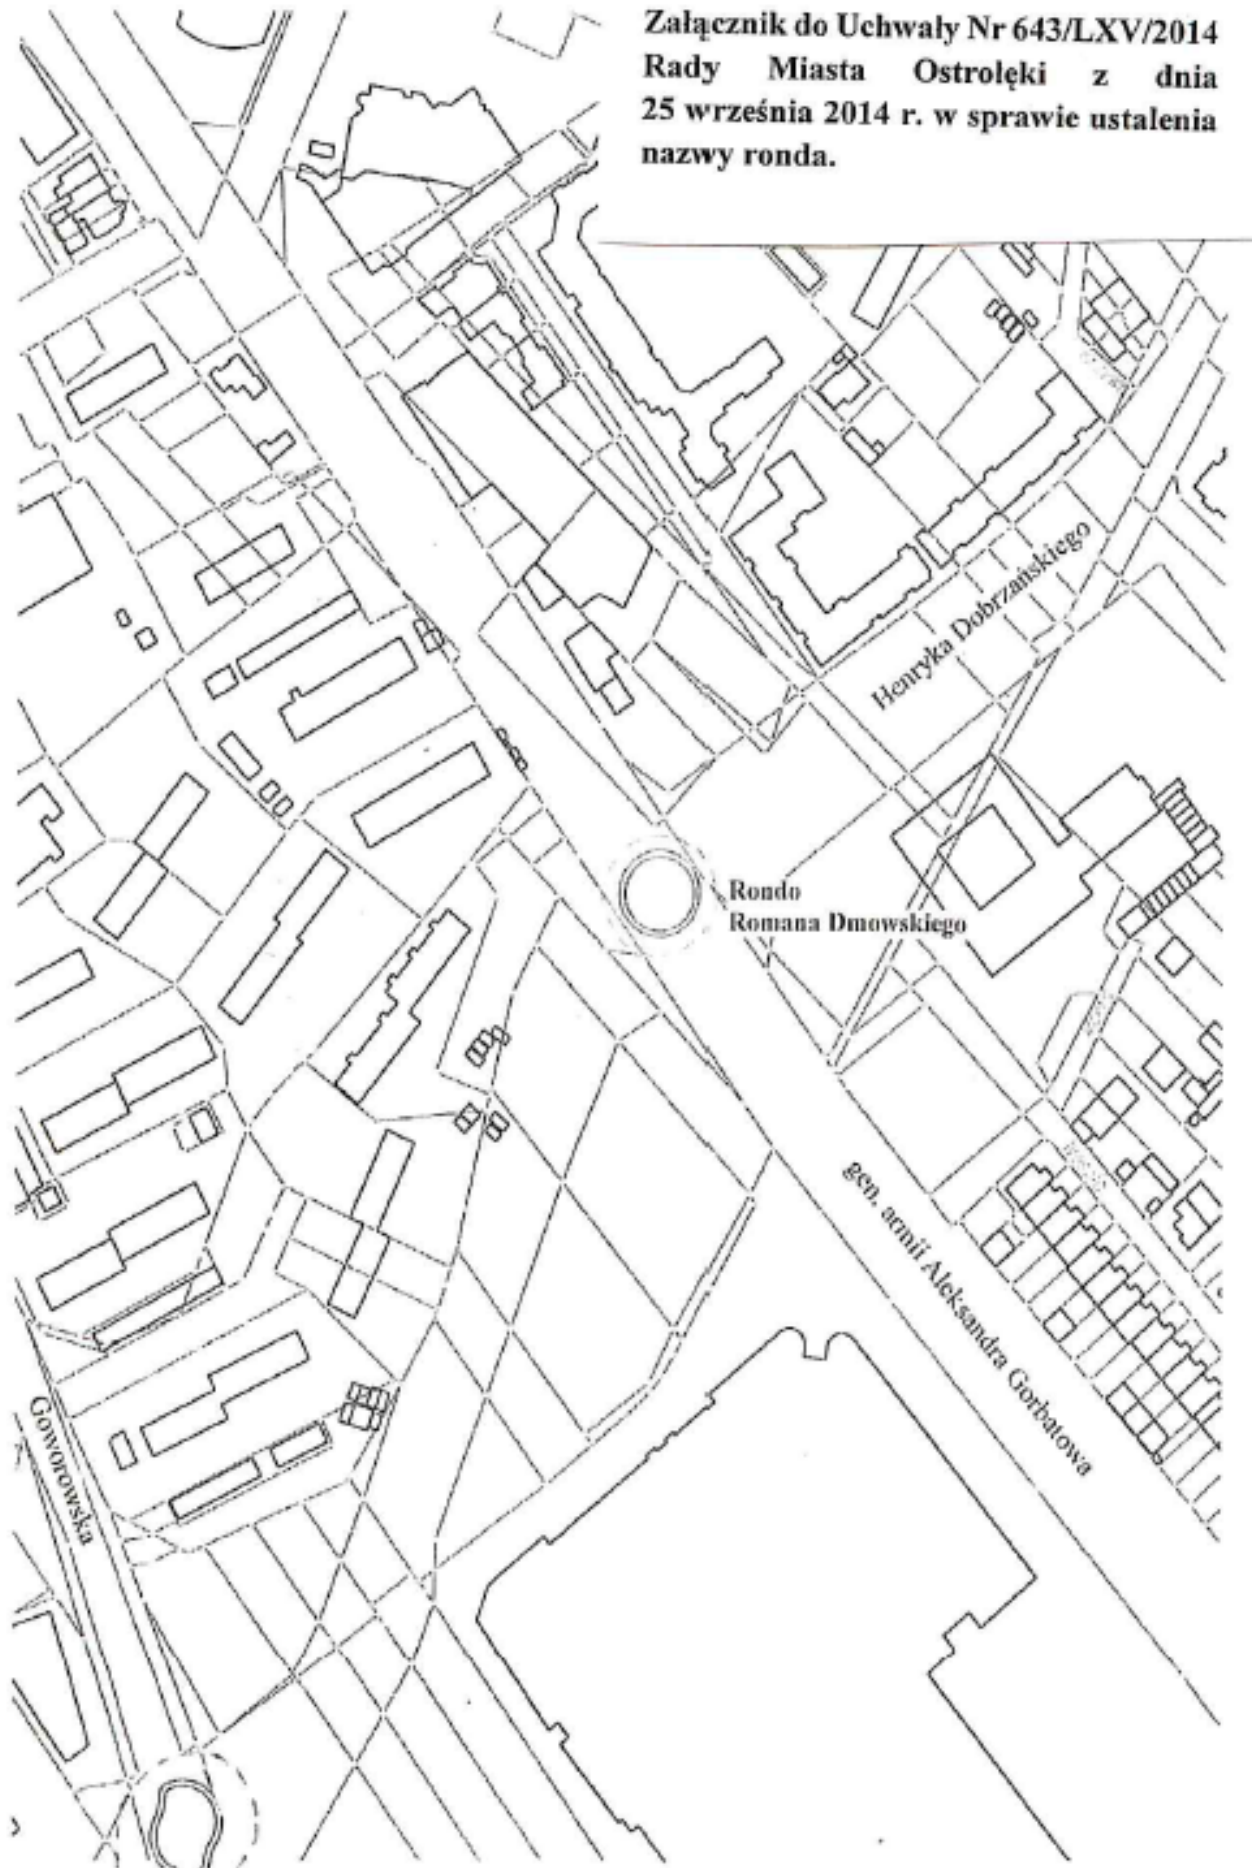 Załącznik do Uchwały Nr 643/LXV/2014
Rady Miasta Ostrołęki z dnia
25 września 2014 r. w sprawie ustalenia
nazwy ronda.
Henryka Dobrzańskiego
Rondo
Romana Dmowskiego
gen. armii Aleksandra Gorbatowa
Goworowska